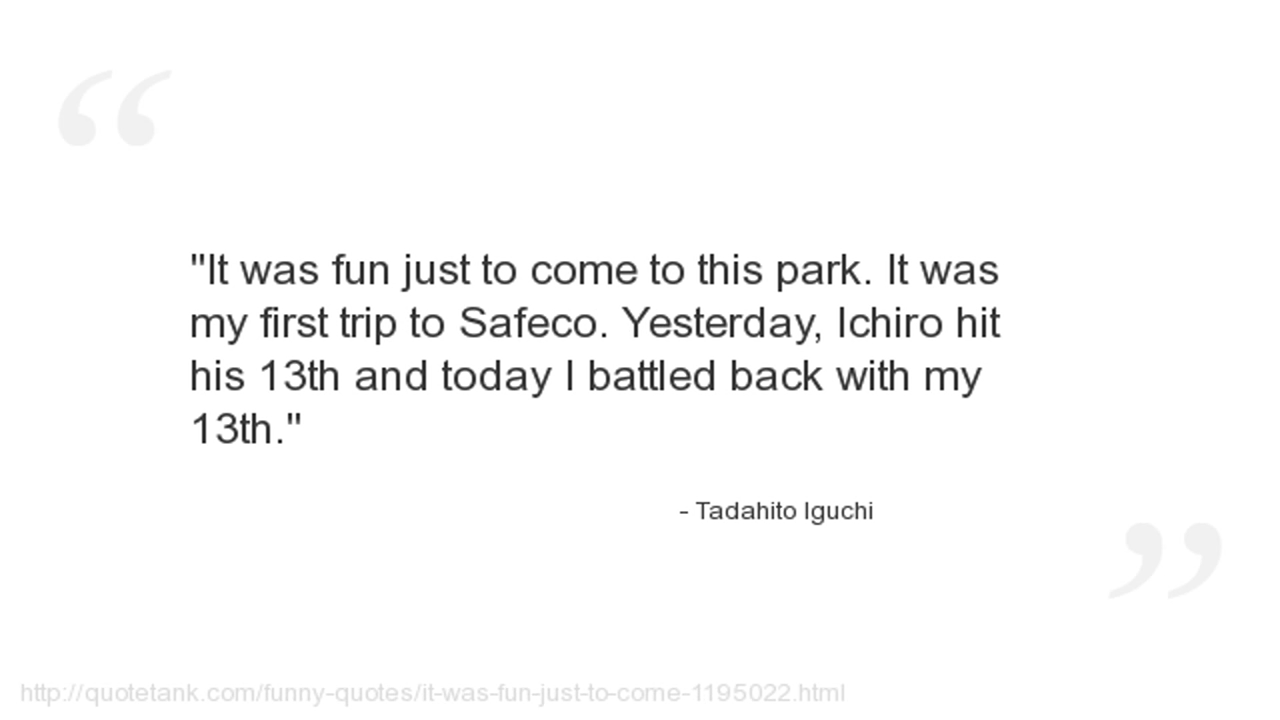 "It was fun just to come to this park. It was
my first trip to Safeco. Yesterday, Ichiro hit
his 13th and today I battled back with my
13th."
- Tadahito Iguchi
http://quotetank.com/funny-quotes/it-was-fun-just-to-come-1195022.html